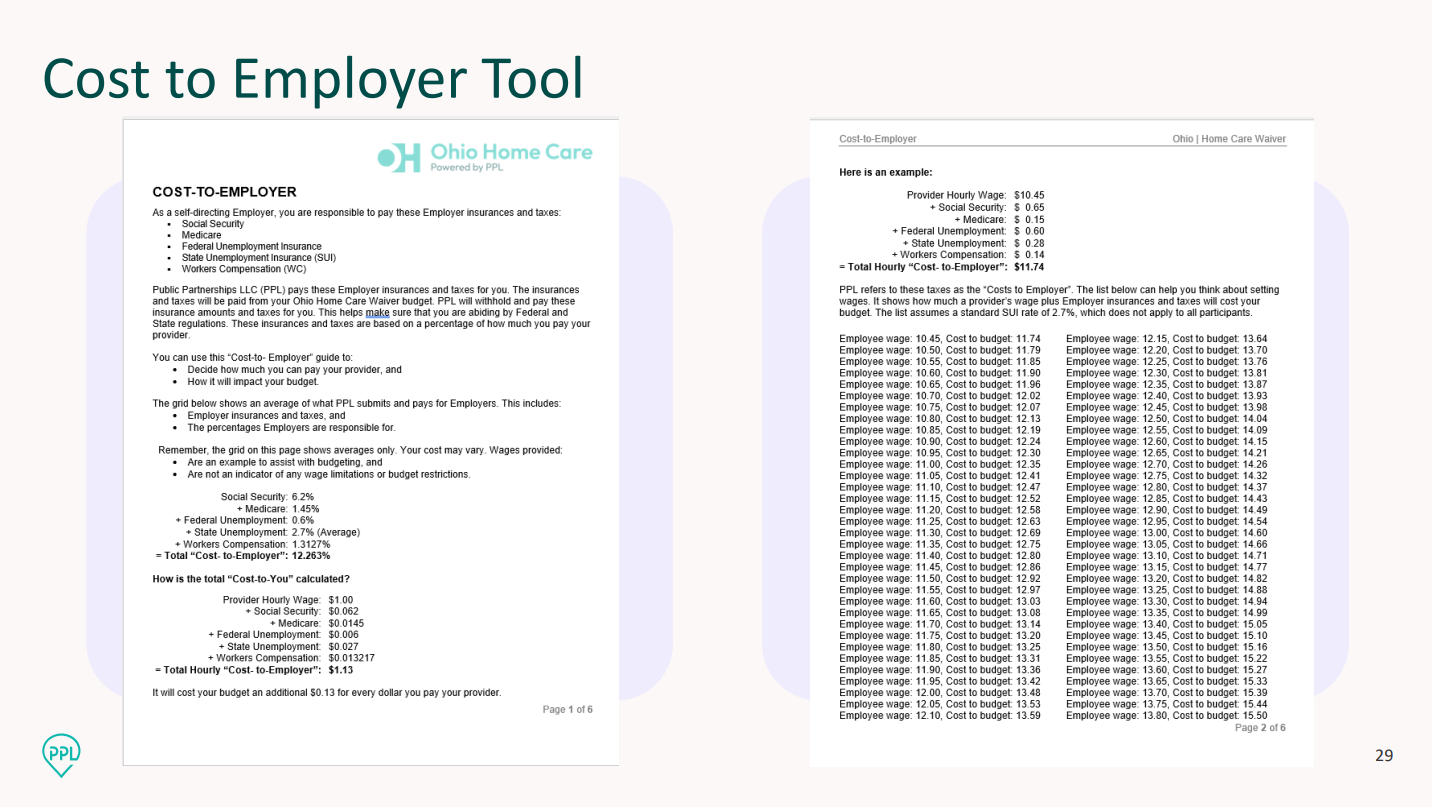 Cost to Employer Tool
OH Ohio Home Care
Powered by PPL
COST-TO-EMPLOYER
As a self-directing Employer, you are responsible to pay these Employer insurances and taxes:
▪ Social Security
▪ Medicare
▪ Federal Unemployment Insurance
▪ State Unemployment Insurance (SUI)
▪ Workers Compensation (WC)
Public Partnerships LLC (PPL) pays these Employer insurances and taxes for you. The insurances
and taxes will be paid from your Ohio Home Care Waiver budget. PPL will withhold and pay these
insurance amounts and taxes for you. This helps make sure that you are abiding by Federal and
State regulations. These insurances and taxes are based on a percentage of how much you pay your
provider.
You can use this “Cost-to- Employer” guide to:
• Decide how much you can pay your provider, and
• How it will impact your budget.
The grid below shows an average of what PPL submits and pays for Employers. This includes:
• Employer insurances and taxes, and
• The percentages Employers are responsible for.
Remember, the grid on this page shows averages only. Your cost may vary. Wages provided:
• Are an example to assist with budgeting, and
• Are not an indicator of any wage limitations or budget restrictions.
Social Security: 6.2%
+ Medicare: 1.45%
+ Federal Unemployment: 0.6%
+ State Unemployment: 2.7% (Average)
+ Workers Compensation: 1.3127%
= Total “Cost- to-Employer”: 12.263%
How is the total “Cost-to-You” calculated?
Provider Hourly Wage: $1.00
+ Social Security: $0.062
+ Medicare: $0.0145
+ Federal Unemployment: $0.006
+ State Unemployment: $0.027
+ Workers Compensation: $0.013217
= Total Hourly “Cost- to-Employer”: $1.13
It will cost your budget an additional $0.13 for every dollar you pay your provider.
Page 1 of 6
Cost-to-Employer Ohio | Home Care Waiver
Here is an example:
Provider Hourly Wage: $10.45
+ Social Security: $ 0.65
+ Medicare: $ 0.15
+ Federal Unemployment: $ 0.60
+ State Unemployment: $ 0.28
+ Workers Compensation: $ 0.14
= Total Hourly “Cost- to-Employer”: $11.74
PPL refers to these taxes as the “Costs to Employer”. The list below can help you think about setting
wages. It shows how much a provider’s wage plus Employer insurances and taxes will cost your
budget. The list assumes a standard SUI rate of 2.7%, which does not apply to all participants.
Employee wage: 10.45, Cost to budget: 11.74
Employee wage: 10.50, Cost to budget: 11.79
Employee wage: 10.55, Cost to budget: 11.85
Employee wage: 10.60, Cost to budget: 11.90
Employee wage: 10.65, Cost to budget: 11.96
Employee wage: 10.70, Cost to budget: 12.02
Employee wage: 10.75, Cost to budget: 12.07
Employee wage: 10.80, Cost to budget: 12.13
Employee wage: 10.85, Cost to budget: 12.19
Employee wage: 10.90, Cost to budget: 12.24
Employee wage: 10.95, Cost to budget: 12.30
Employee wage: 11.00, Cost to budget: 12.35
Employee wage: 11.05, Cost to budget: 12.41
Employee wage: 11.10, Cost to budget: 12.47
Employee wage: 11.15, Cost to budget: 12.52
Employee wage: 11.20, Cost to budget: 12.58
Employee wage: 11.25, Cost to budget: 12.63
Employee wage: 11.30, Cost to budget: 12.69
Employee wage: 11.35, Cost to budget: 12.75
Employee wage: 11.40, Cost to budget: 12.80
Employee wage: 11.45, Cost to budget: 12.86
Employee wage: 11.50, Cost to budget: 12.92
Employee wage: 11.55, Cost to budget: 12.97
Employee wage: 11.60, Cost to budget: 13.03
Employee wage: 11.65, Cost to budget: 13.08
Employee wage: 11.70, Cost to budget: 13.14
Employee wage: 11.75, Cost to budget: 13.20
Employee wage: 11.80, Cost to budget: 13.25
Employee wage: 11.85, Cost to budget: 13.31
Employee wage: 11.90, Cost to budget: 13.36
Employee wage: 11.95, Cost to budget: 13.42
Employee wage: 12.00, Cost to budget: 13.48
Employee wage: 12.05, Cost to budget: 13.53
Employee wage: 12.10, Cost to budget: 13.59
Employee wage: 12.15, Cost to budget: 13.64
Employee wage: 12.20, Cost to budget: 13.70
Employee wage: 12.25, Cost to budget: 13.76
Employee wage: 12.30, Cost to budget: 13.81
Employee wage: 12.35, Cost to budget: 13.87
Employee wage: 12.40, Cost to budget: 13.93
Employee wage: 12.45, Cost to budget: 13.98
Employee wage: 12.50, Cost to budget: 14.04
Employee wage: 12.55, Cost to budget: 14.09
Employee wage: 12.60, Cost to budget: 14.15
Employee wage: 12.65, Cost to budget: 14.21
Employee wage: 12.70, Cost to budget: 14.26
Employee wage: 12.75, Cost to budget: 14.32
Employee wage: 12.80, Cost to budget: 14.37
Employee wage: 12.85, Cost to budget: 14.43
Employee wage: 12.90, Cost to budget: 14.49
Employee wage: 12.95, Cost to budget: 14.54
Employee wage: 13.00, Cost to budget: 14.60
Employee wage: 13.05, Cost to budget: 14.66
Employee wage: 13.10, Cost to budget: 14.71
Employee wage: 13.15, Cost to budget: 14.77
Employee wage: 13.20, Cost to budget: 14.82
Employee wage: 13.25, Cost to budget: 14.88
Employee wage: 13.30, Cost to budget: 14.94
Employee wage: 13.35, Cost to budget: 14.99
Employee wage: 13.40, Cost to budget: 15.05
Employee wage: 13.45, Cost to budget: 15.10
Employee wage: 13.50, Cost to budget: 15.16
Employee wage: 13.55, Cost to budget: 15.22
Employee wage: 13.60, Cost to budget: 15.27
Employee wage: 13.65, Cost to budget: 15.33
Employee wage: 13.70, Cost to budget: 15.39
Employee wage: 13.75, Cost to budget: 15.44
Employee wage: 13.80, Cost to budget: 15.50
Page 2 of 6
PPL
29